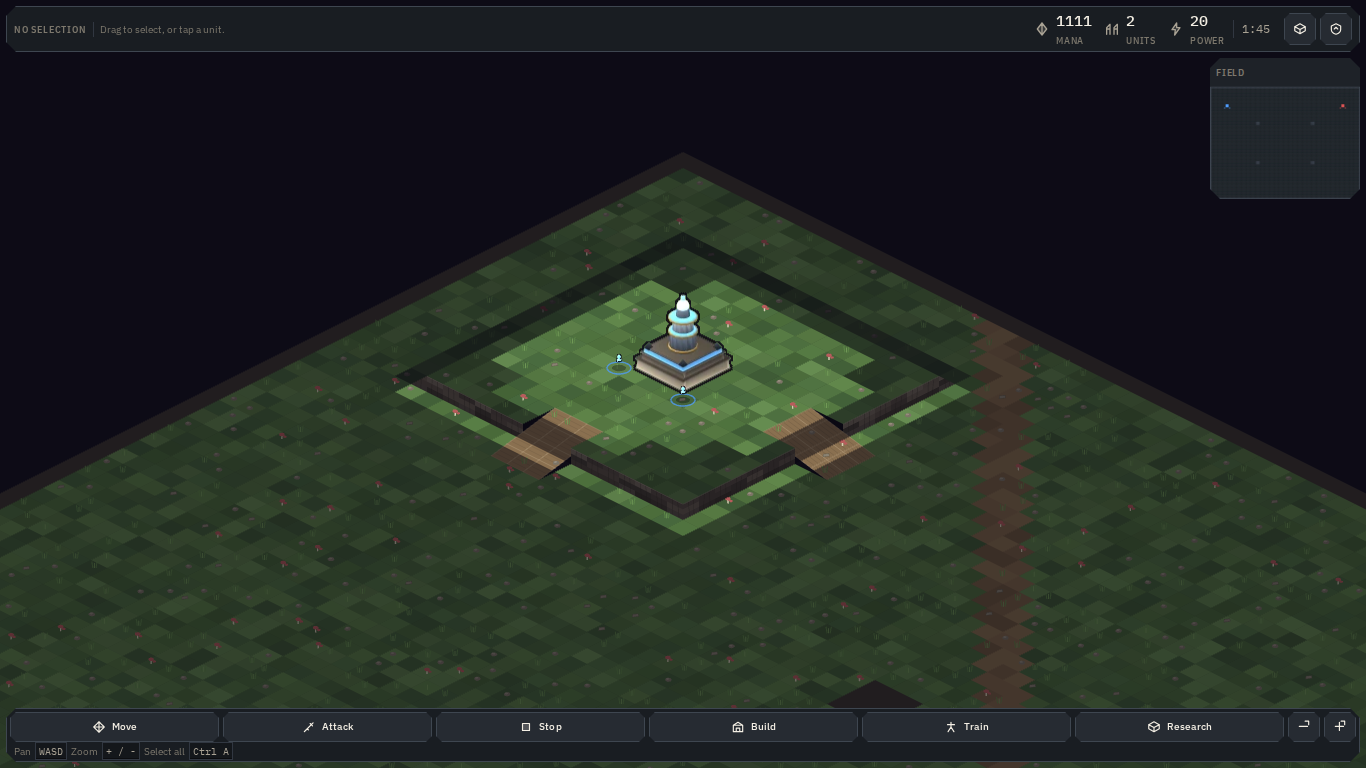 NO SELECTION Drag to select, or tap a unit.
1111 MANA
2 UNITS
20 POWER
1:45
FIELD
Move
Attack
Stop
Build
Train
Research
Pan WASD Zoom + / - Select all Ctrl A